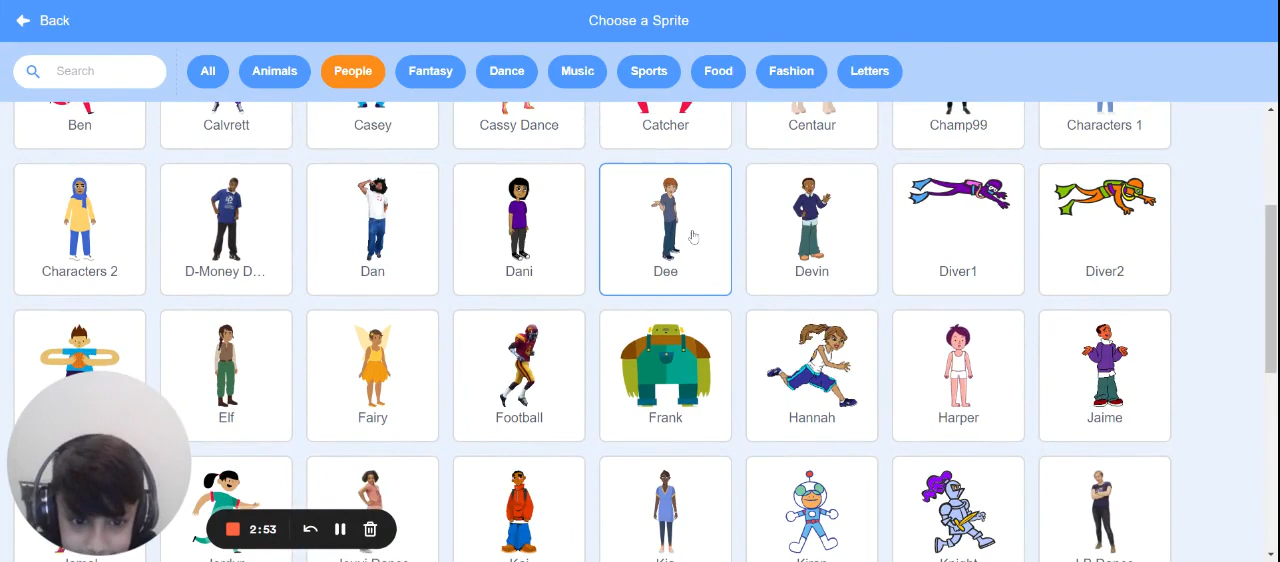 Back
Choose a Sprite
Search
All
Animals
People
Fantasy
Dance
Music
Sports
Food
Fashion
Letters
Ben
Calvrett
Casey
Cassy Dance
Catcher
Centaur
Champ99
Characters 1
Characters 2
D-Money D...
Dan
Dani
Dee
Devin
Diver1
Diver2
Elf
Fairy
Football
Frank
Hannah
Harper
Jaime
2:53